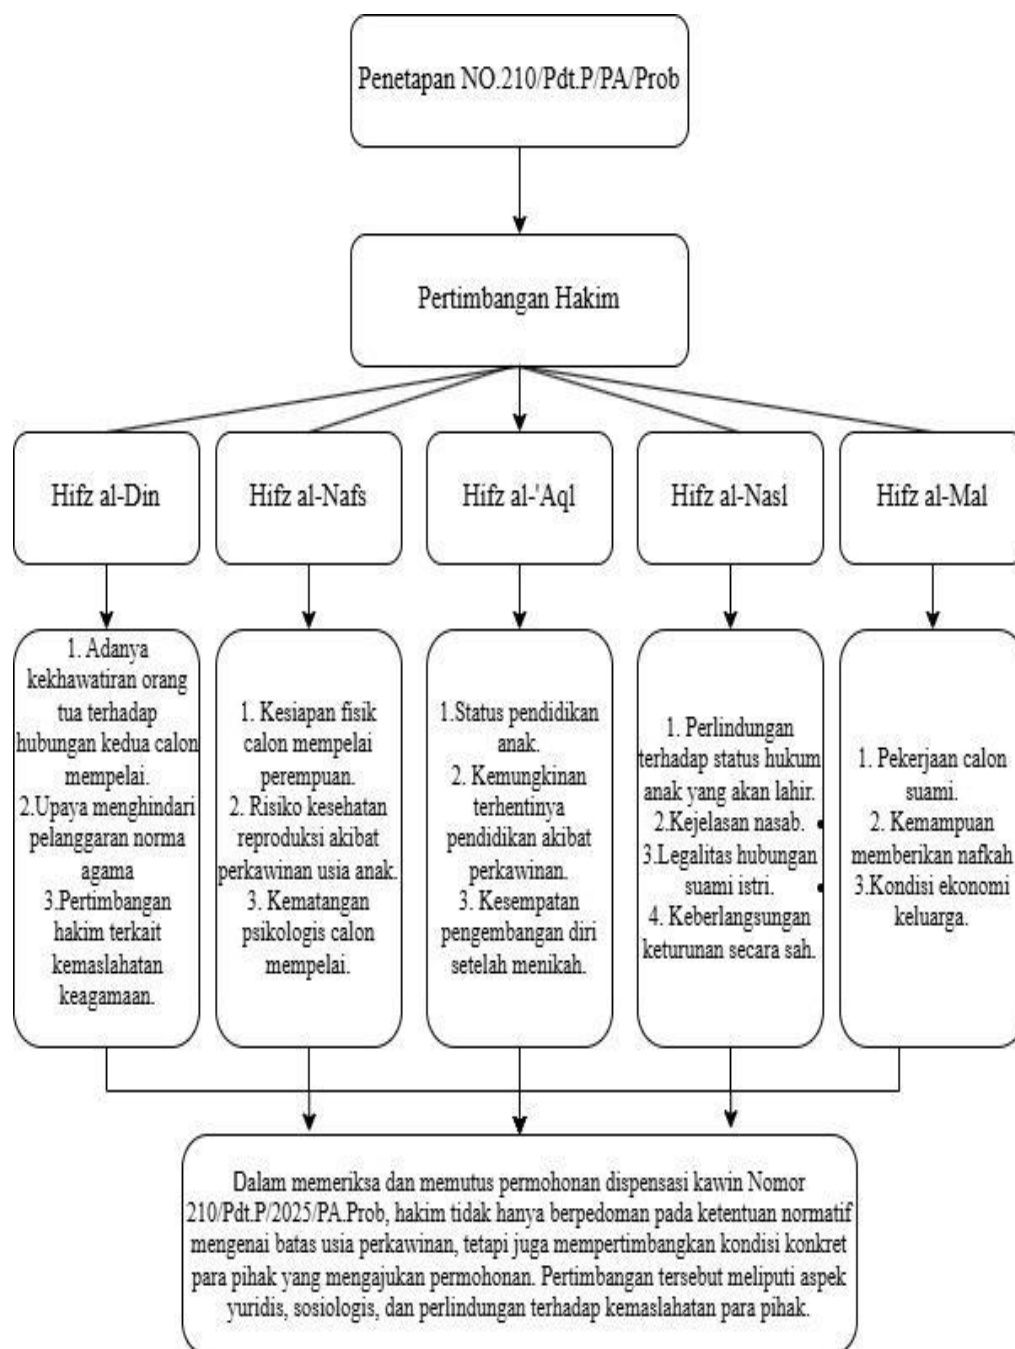 Penetapan NO.210/Pdt.P/PA/Prob
Pertimbangan Hakim
Hifz al-Din
Hifz al-Nafs
Hifz al-'Aql
Hifz al-Nasl
Hifz al-Mal
1. Adanya
kekhawatiran orang
tua terhadap
hubungan kedua calon
mempelai.
2.Upaya menghindari
pelanggaran norma
agama
3.Pertimbangan
hakim terkait
kemaslahatan
keagamaan.
1. Kesiapan fisik
calon mempelai
perempuan.
2. Risiko kesehatan
reproduksi akibat
perkawinan usia anak.
3. Kematangan
psikologis calon
mempelai.
1.Status pendidikan
anak.
2. Kemungkinan
terhentinya
pendidikan akibat
perkawinan.
3. Kesempatan
pengembangan diri
setelah menikah.
1. Perlindungan
terhadap status hukum
anak yang akan lahir.
2.Kejelasan nasab.
3.Legalitas hubungan
suami istri.
4. Keberlangsungan
keturunan secara sah.
1. Pekerjaan calon
suami.
2. Kemampuan
memberikan nafkah
3.Kondisi ekonomi
keluarga.
Dalam memeriksa dan memutus permohonan dispensasi kawin Nomor
210/Pdt.P/2025/PA.Prob, hakim tidak hanya berpedoman pada ketentuan normatif
mengenai batas usia perkawinan, tetapi juga mempertimbangkan kondisi konkret
para pihak yang mengajukan permohonan. Pertimbangan tersebut meliputi aspek
yuridis, sosiologis, dan perlindungan terhadap kemaslahatan para pihak.